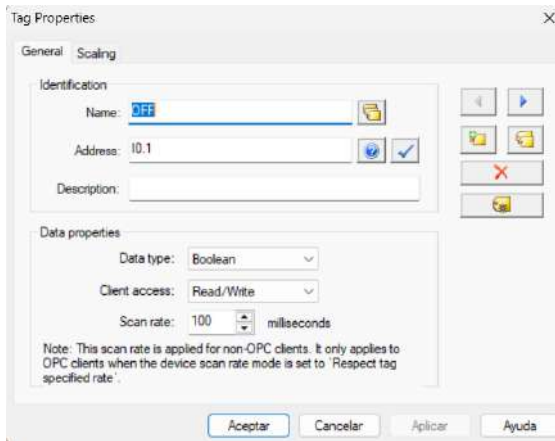 Tag Properties
General Scaling
Identification
Name: OFF
Address: I0.1
Description:
Data properties
Data type: Boolean
Client access: Read/Write
Scan rate: 100 milliseconds
Note: This scan rate is applied for non-OPC clients. It only applies to
OPC clients when the device scan rate mode is set to `Respect tag
specified rate`.
Aceptar Cancelar Aplicar Ayuda